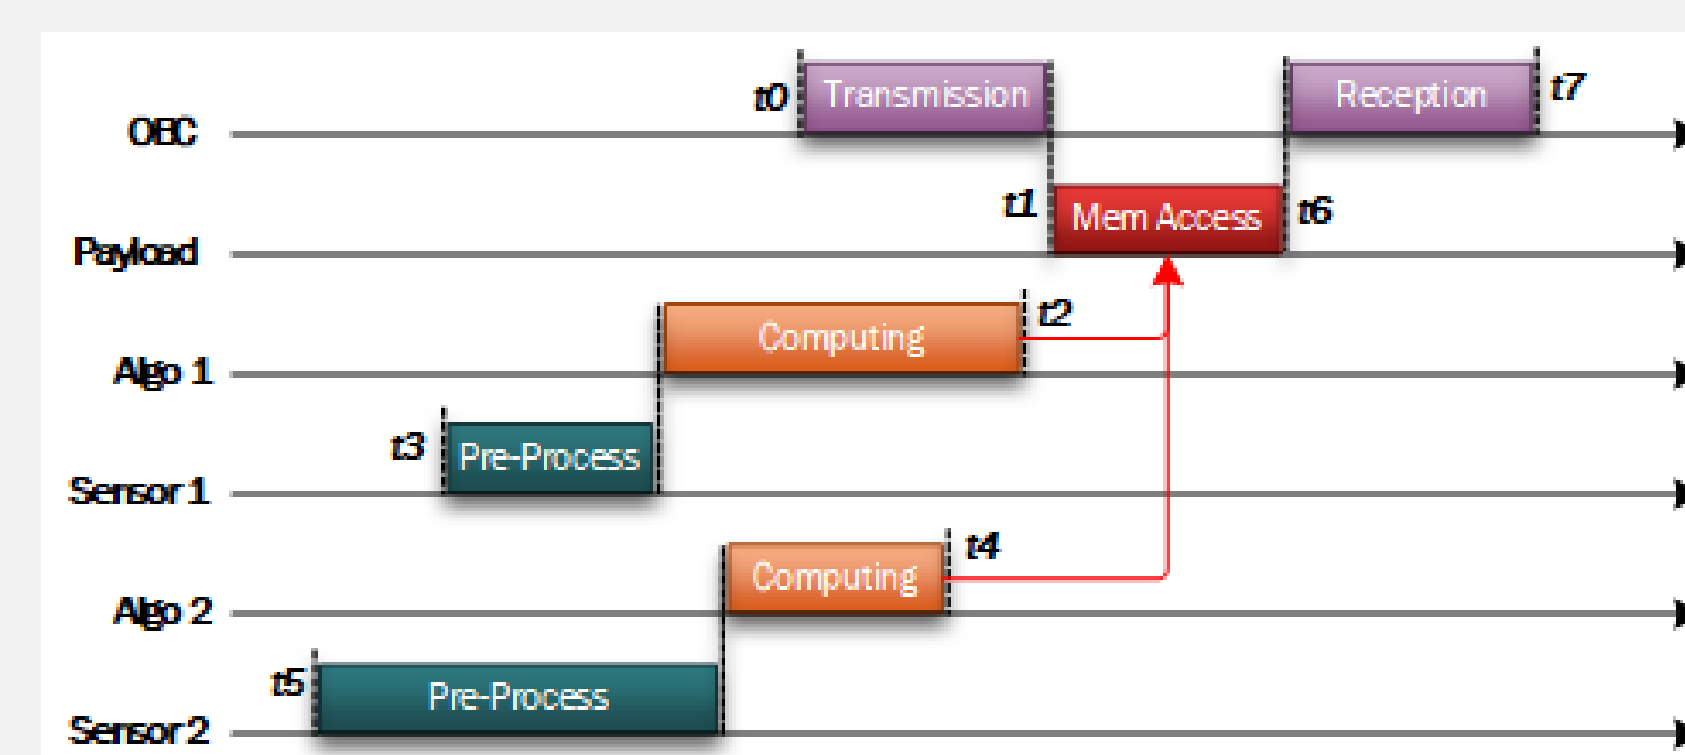 t0 Transmission Reception t7
OBC
t1 Mem Access t6
Payload
Computing t2
Algo 1
t3 Pre-Process
Sensor 1
Computing t4
Algo 2
t5 Pre-Process
Sensor 2